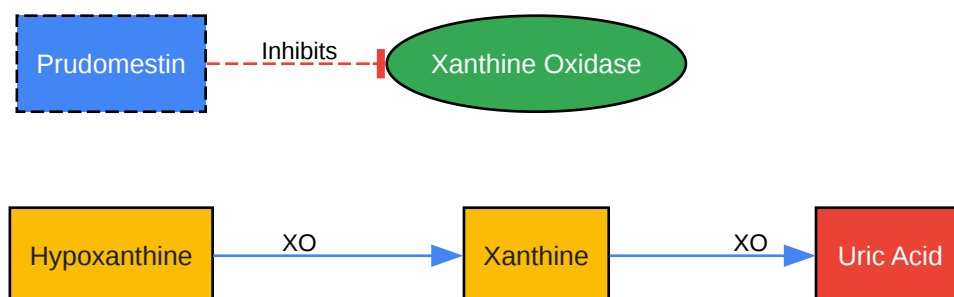 Prudomestin
Inhibits
Xanthine Oxidase
Hypoxanthine
XO
Xanthine
XO
Uric Acid